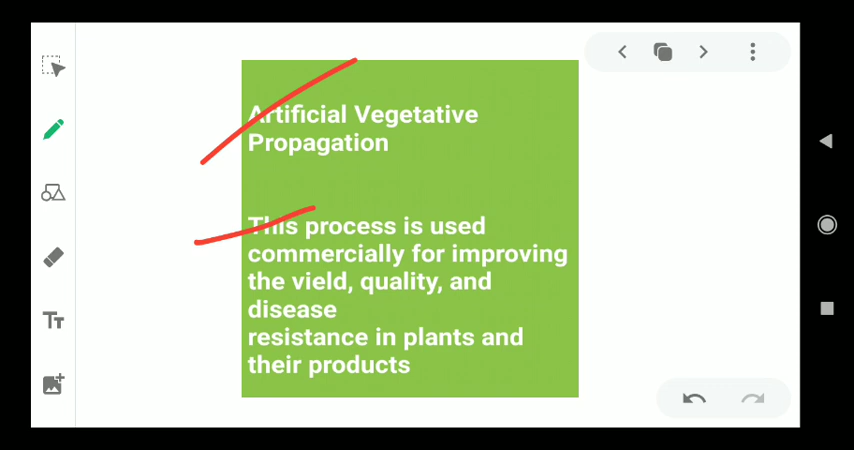 Artificial Vegetative
Propagation
This process is used
commercially for improving
the vield, quality, and
disease
resistance in plants and
their products